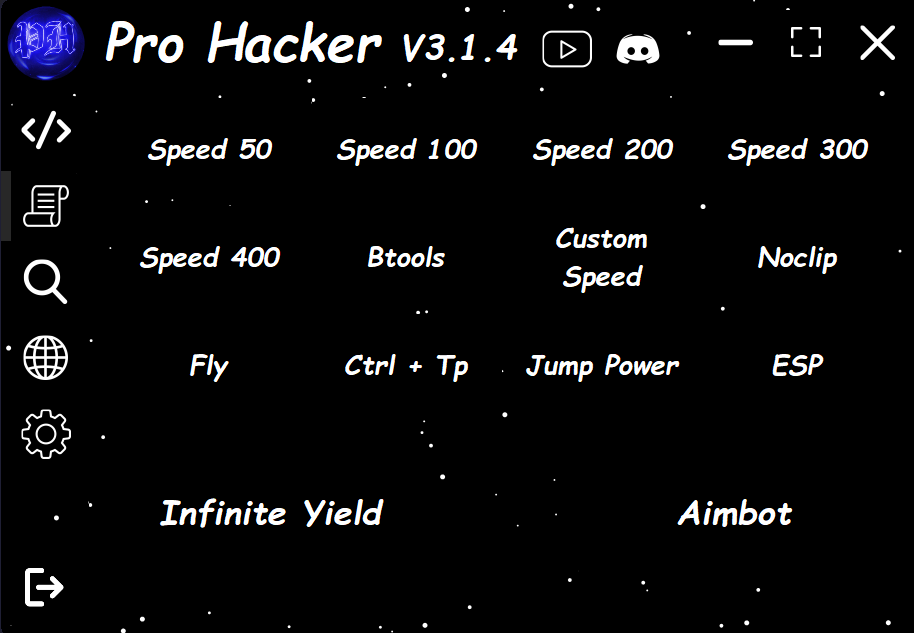 PH
Pro Hacker V3.1.4
Speed 50
Speed 100
Speed 200
Speed 300
Speed 400
Btools
Custom
Speed
Noclip
Fly
Ctrl + Tp
Jump Power
ESP
Infinite Yield
Aimbot